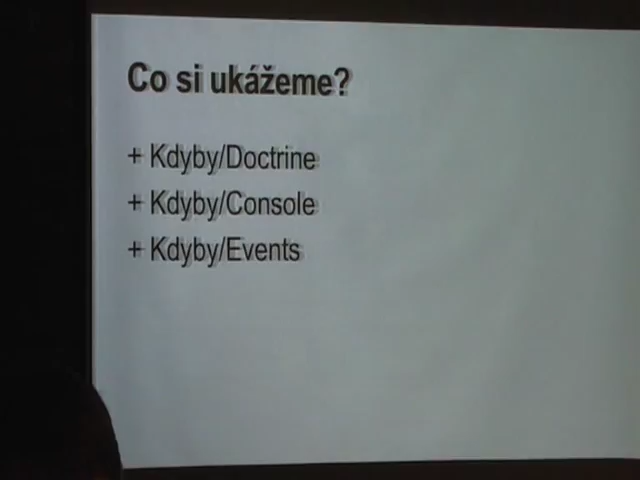 Co si ukážeme?
+ Kdyby/Doctrine
+ Kdyby/Console
+ Kdyby/Events